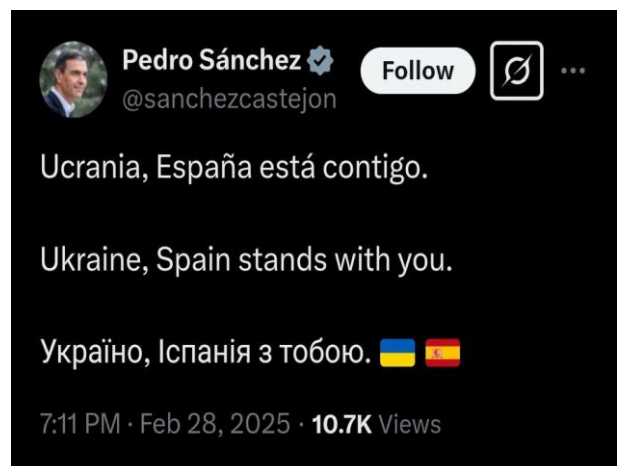 Pedro Sánchez
Follow
@sanchezcastejon
Ucrania, España está contigo.
Ukraine, Spain stands with you.
Україно, Іспанія з тобою. 🇺🇦 🇪🇸
7:11 PM · Feb 28, 2025 · 10.7K Views